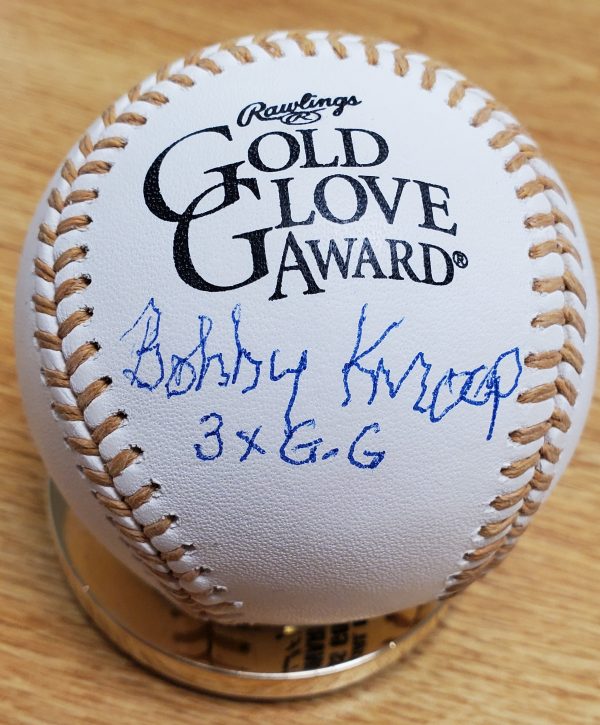 Rawlings
GOLD
GLOVE
AWARD®
Bobby Knoop
3 x G.G